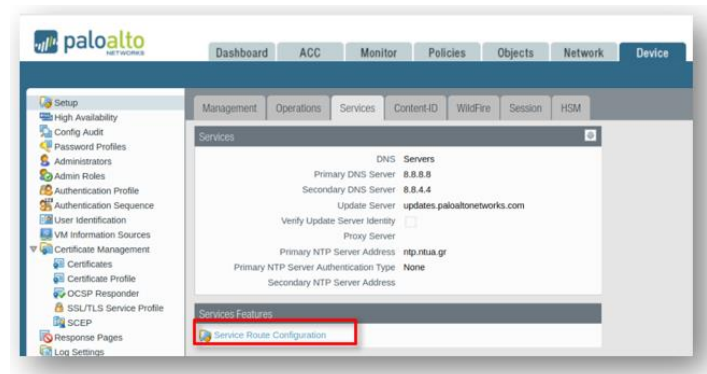 paloalto
NETWORKS
Dashboard ACC Monitor Policies Objects Network Device
Setup
High Availability
Config Audit
Password Profiles
Administrators
Admin Roles
Authentication Profile
Authentication Sequence
User Identification
VM Information Sources
Certificate Management
Certificates
Certificate Profile
OCSP Responder
SSL/TLS Service Profile
SCEP
Response Pages
Log Settings
Management Operations Services Content-ID WildFire Session HSM
Services
DNS Servers
Primary DNS Server 8.8.8.8
Secondary DNS Server 8.8.4.4
Update Server updates.paloaltonetworks.com
Verify Update Server Identity
Proxy Server
Primary NTP Server Address ntp.ntua.gr
Primary NTP Server Authentication Type None
Secondary NTP Server Address
Services Features
Service Route Configuration